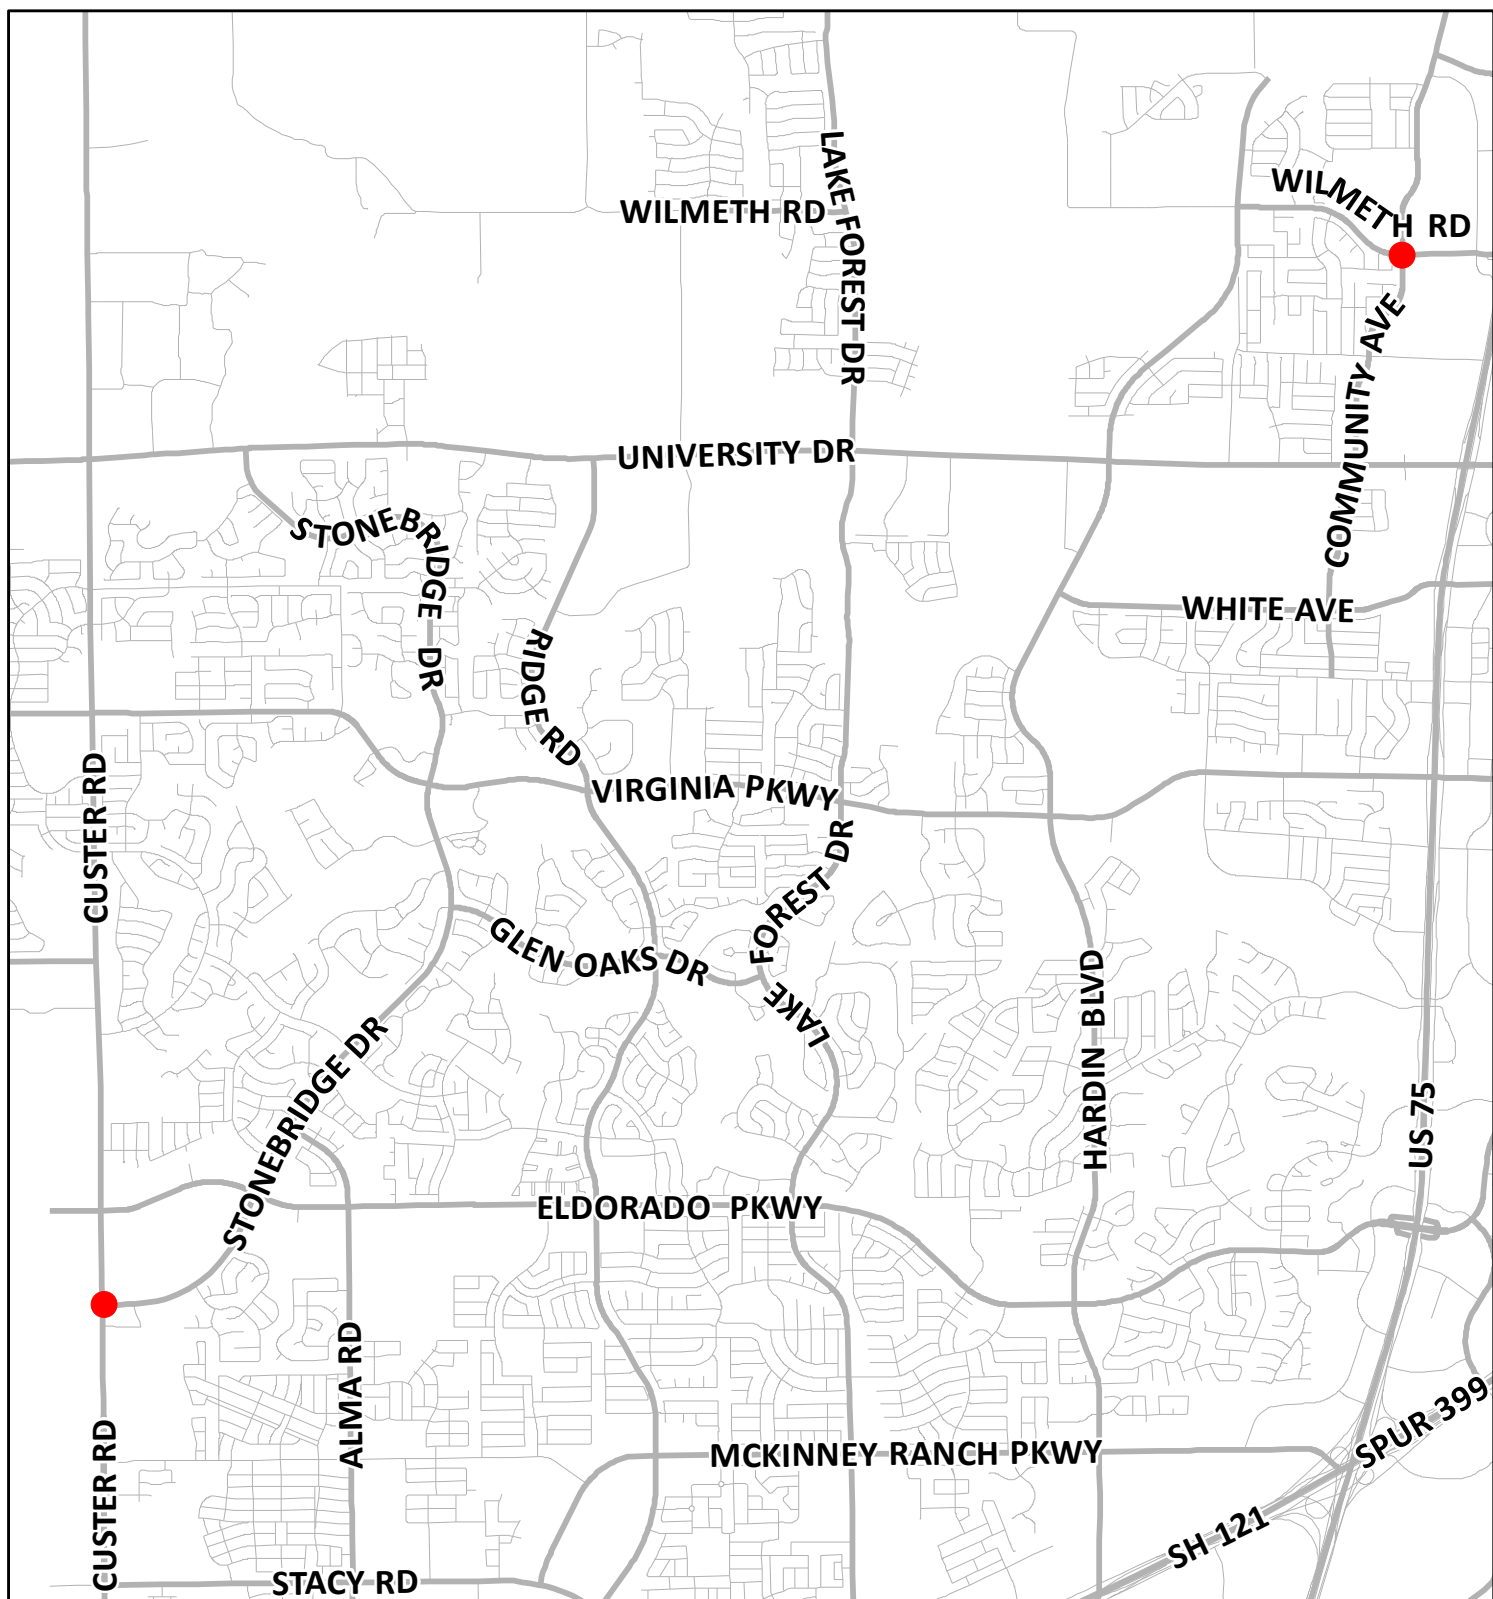 LAKE FOREST DR
WILMETH RD
WILMETH RD
COMMUNITY AVE
UNIVERSITY DR
STONEBRIDGE DR
WHITE AVE
RIDGE RD
CUSTER RD
VIRGINIA PKWY
LAKE FOREST DR
GLEN OAKS DR
HARDIN BLVD
STONEBRIDGE DR
US 75
ELDORADO PKWY
ALMA RD
CUSTER RD
MCKINNEY RANCH PKWY
SPUR 399
SH 121
STACY RD